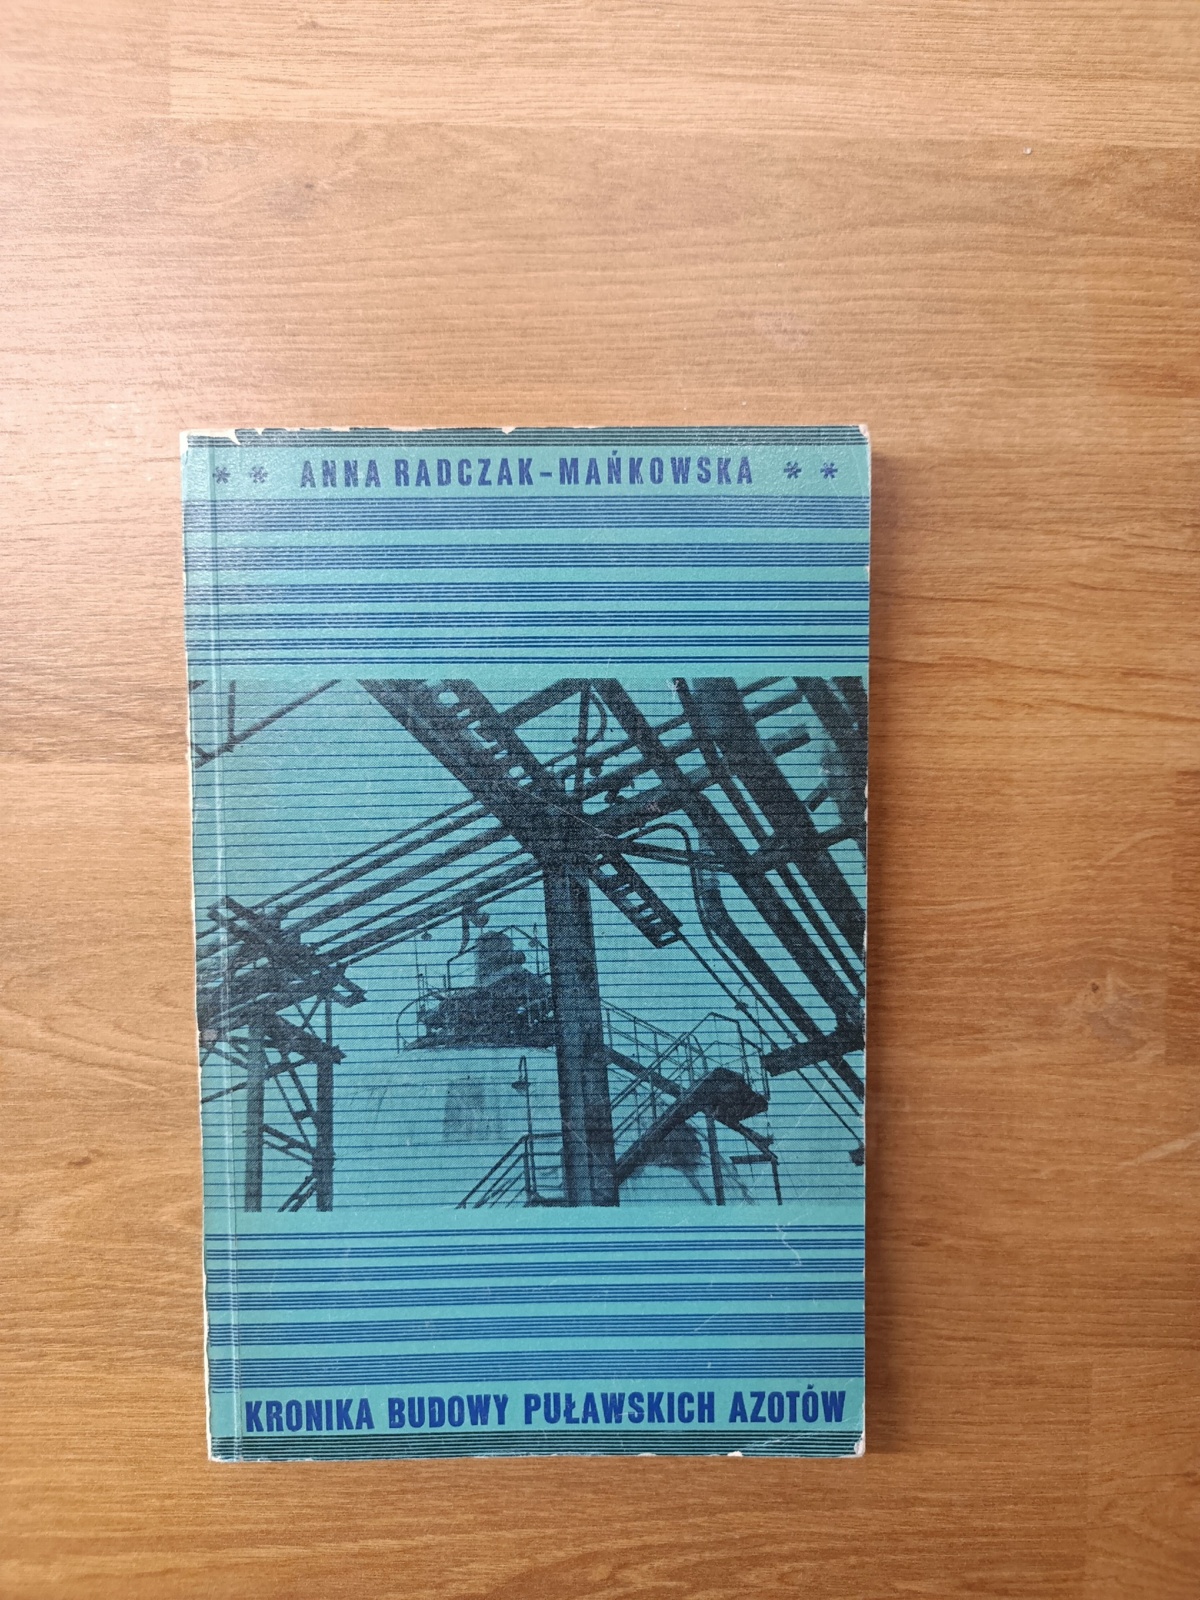 ** ANNA RADCZAK-MAŃKOWSKA **
KRONIKA BUDOWY PUŁAWSKICH AZOTÓW